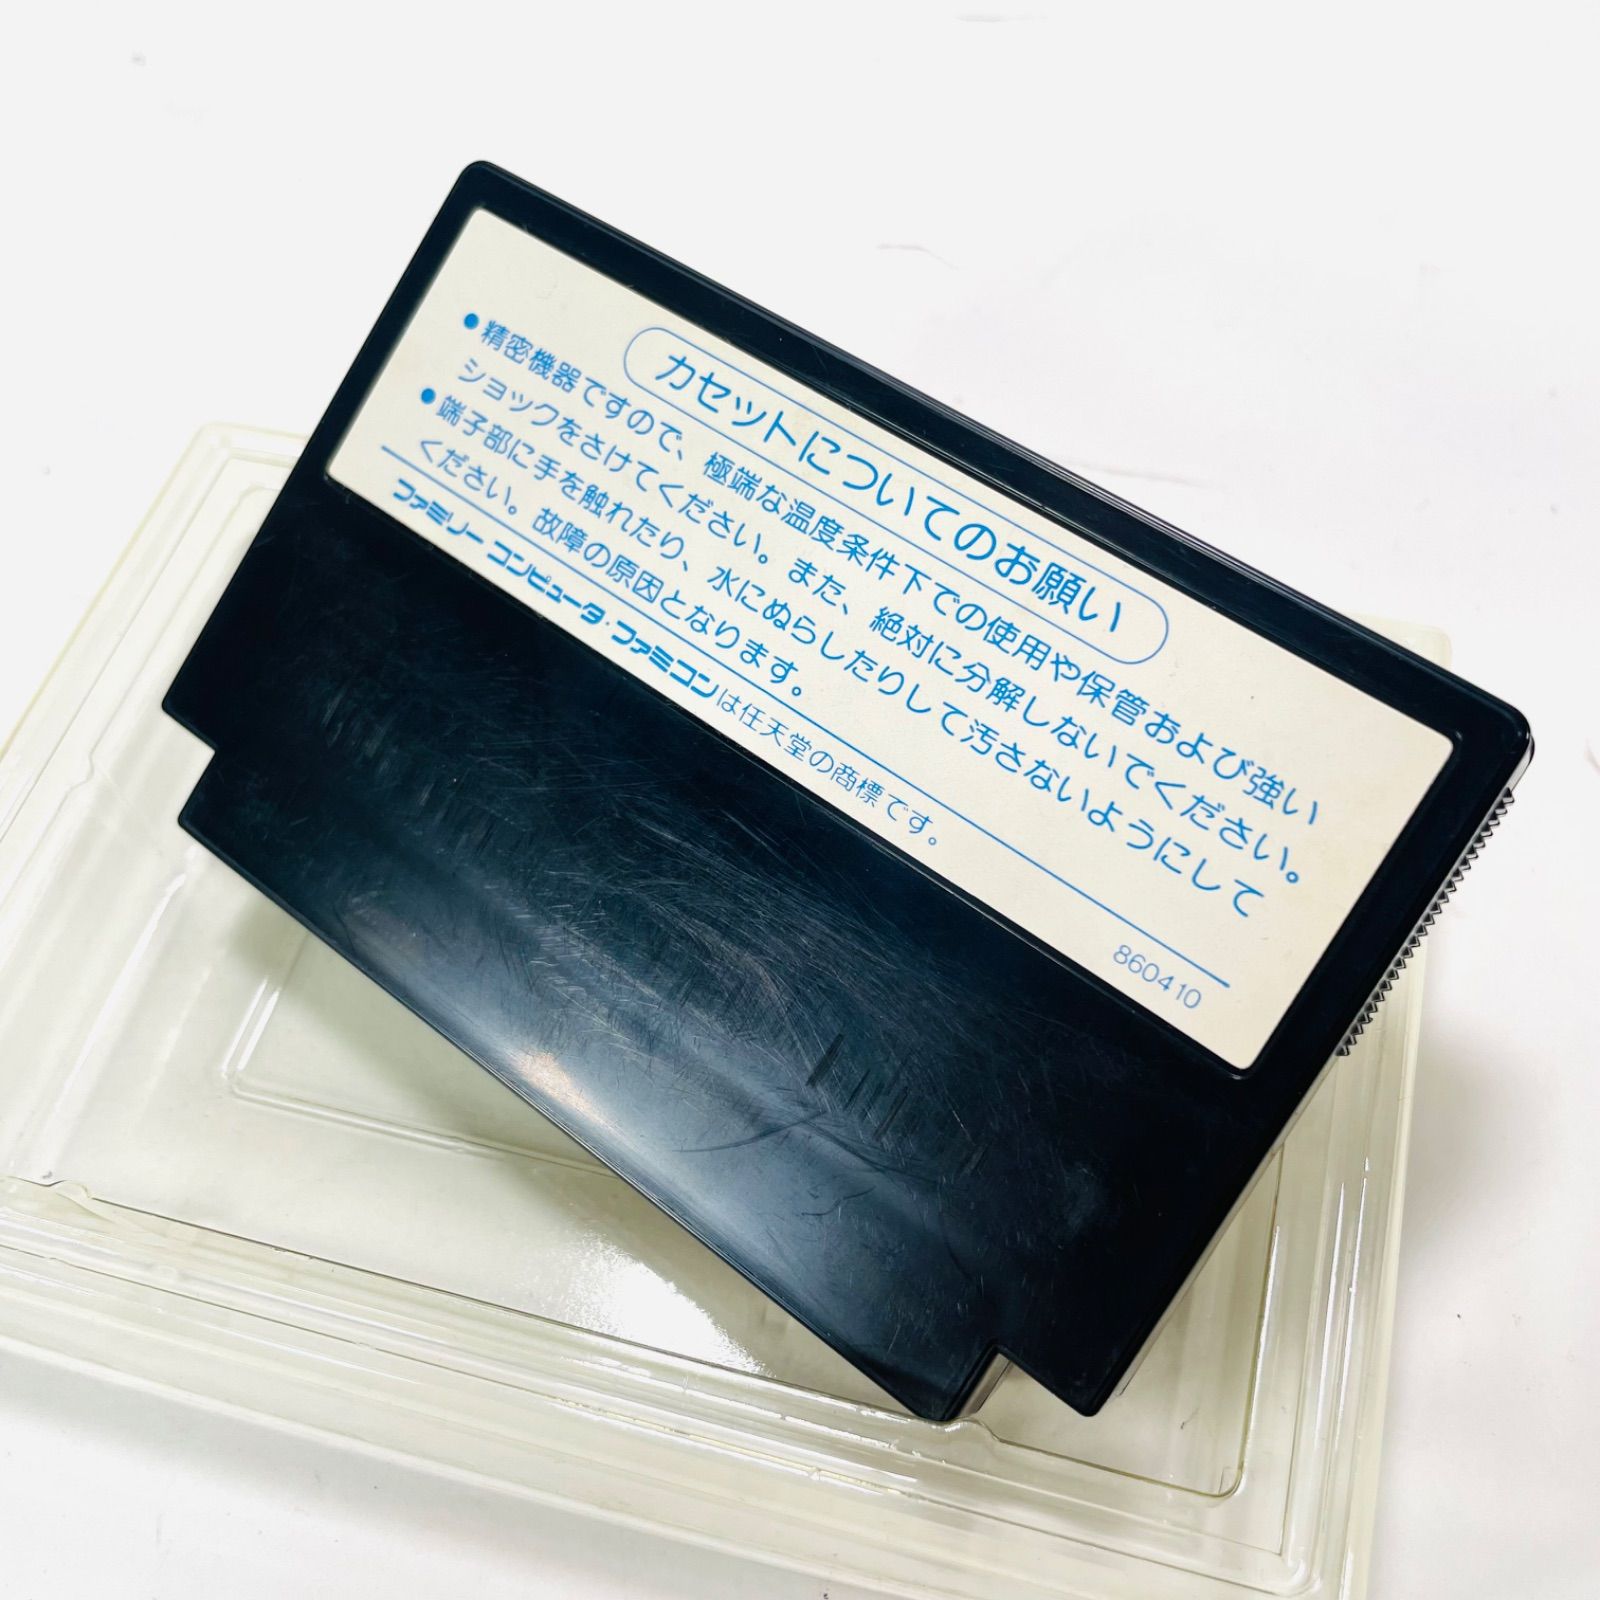 カセットについてのお願い
●精密機器ですので、極端な温度条件下での使用や保管および強い
ショックをさけてください。また、絶対に分解しないでください。
●端子部に手を触れたり、水にぬらしたりして汚さないようにして
ください。故障の原因となります。
ファミリーコンピュータ・ファミコンは任天堂の商標です。
860410